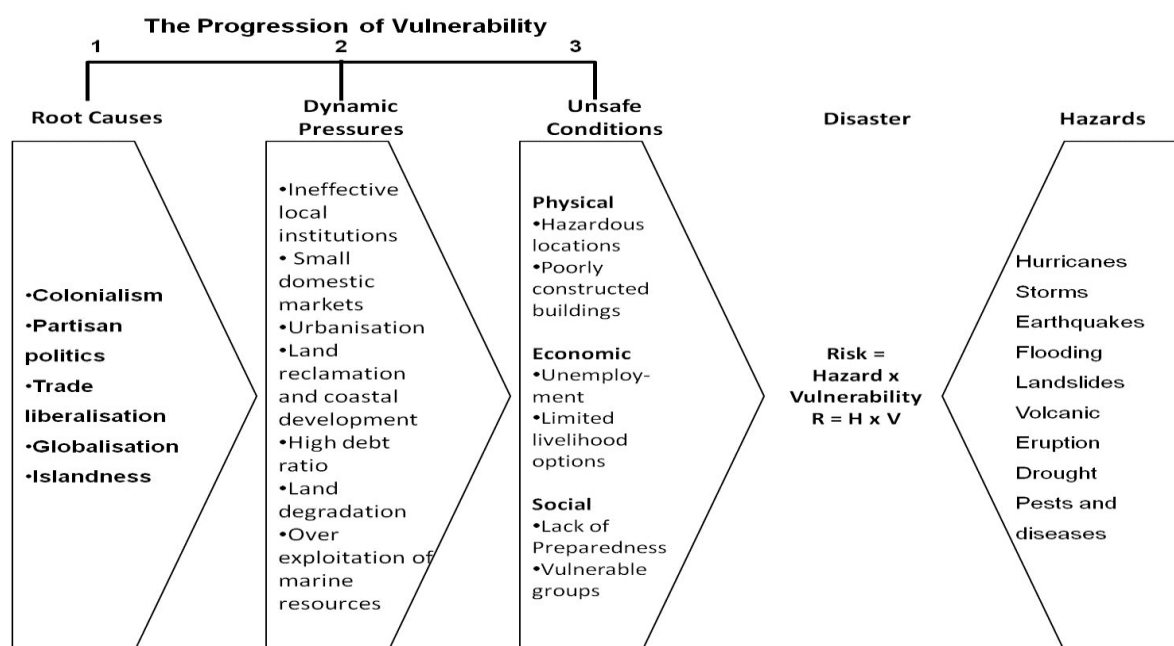 The Progression of Vulnerability
1
2
3
Root Causes
•Colonialism
•Partisan
politics
•Trade
liberalisation
•Globalisation
•Islandness
Dynamic
Pressures
•Ineffective
local
institutions
• Small
domestic
markets
•Urbanisation
•Land
reclamation
and coastal
development
•High debt
ratio
•Land
degradation
•Over
exploitation of
marine
resources
Unsafe
Conditions
Physical
•Hazardous
locations
•Poorly
constructed
buildings
Economic
•Unemploy-
ment
•Limited
livelihood
options
Social
•Lack of
Preparedness
•Vulnerable
groups
Disaster
Risk =
Hazard x
Vulnerability
R = H x V
Hazards
Hurricanes
Storms
Earthquakes
Flooding
Landslides
Volcanic
Eruption
Drought
Pests and
diseases